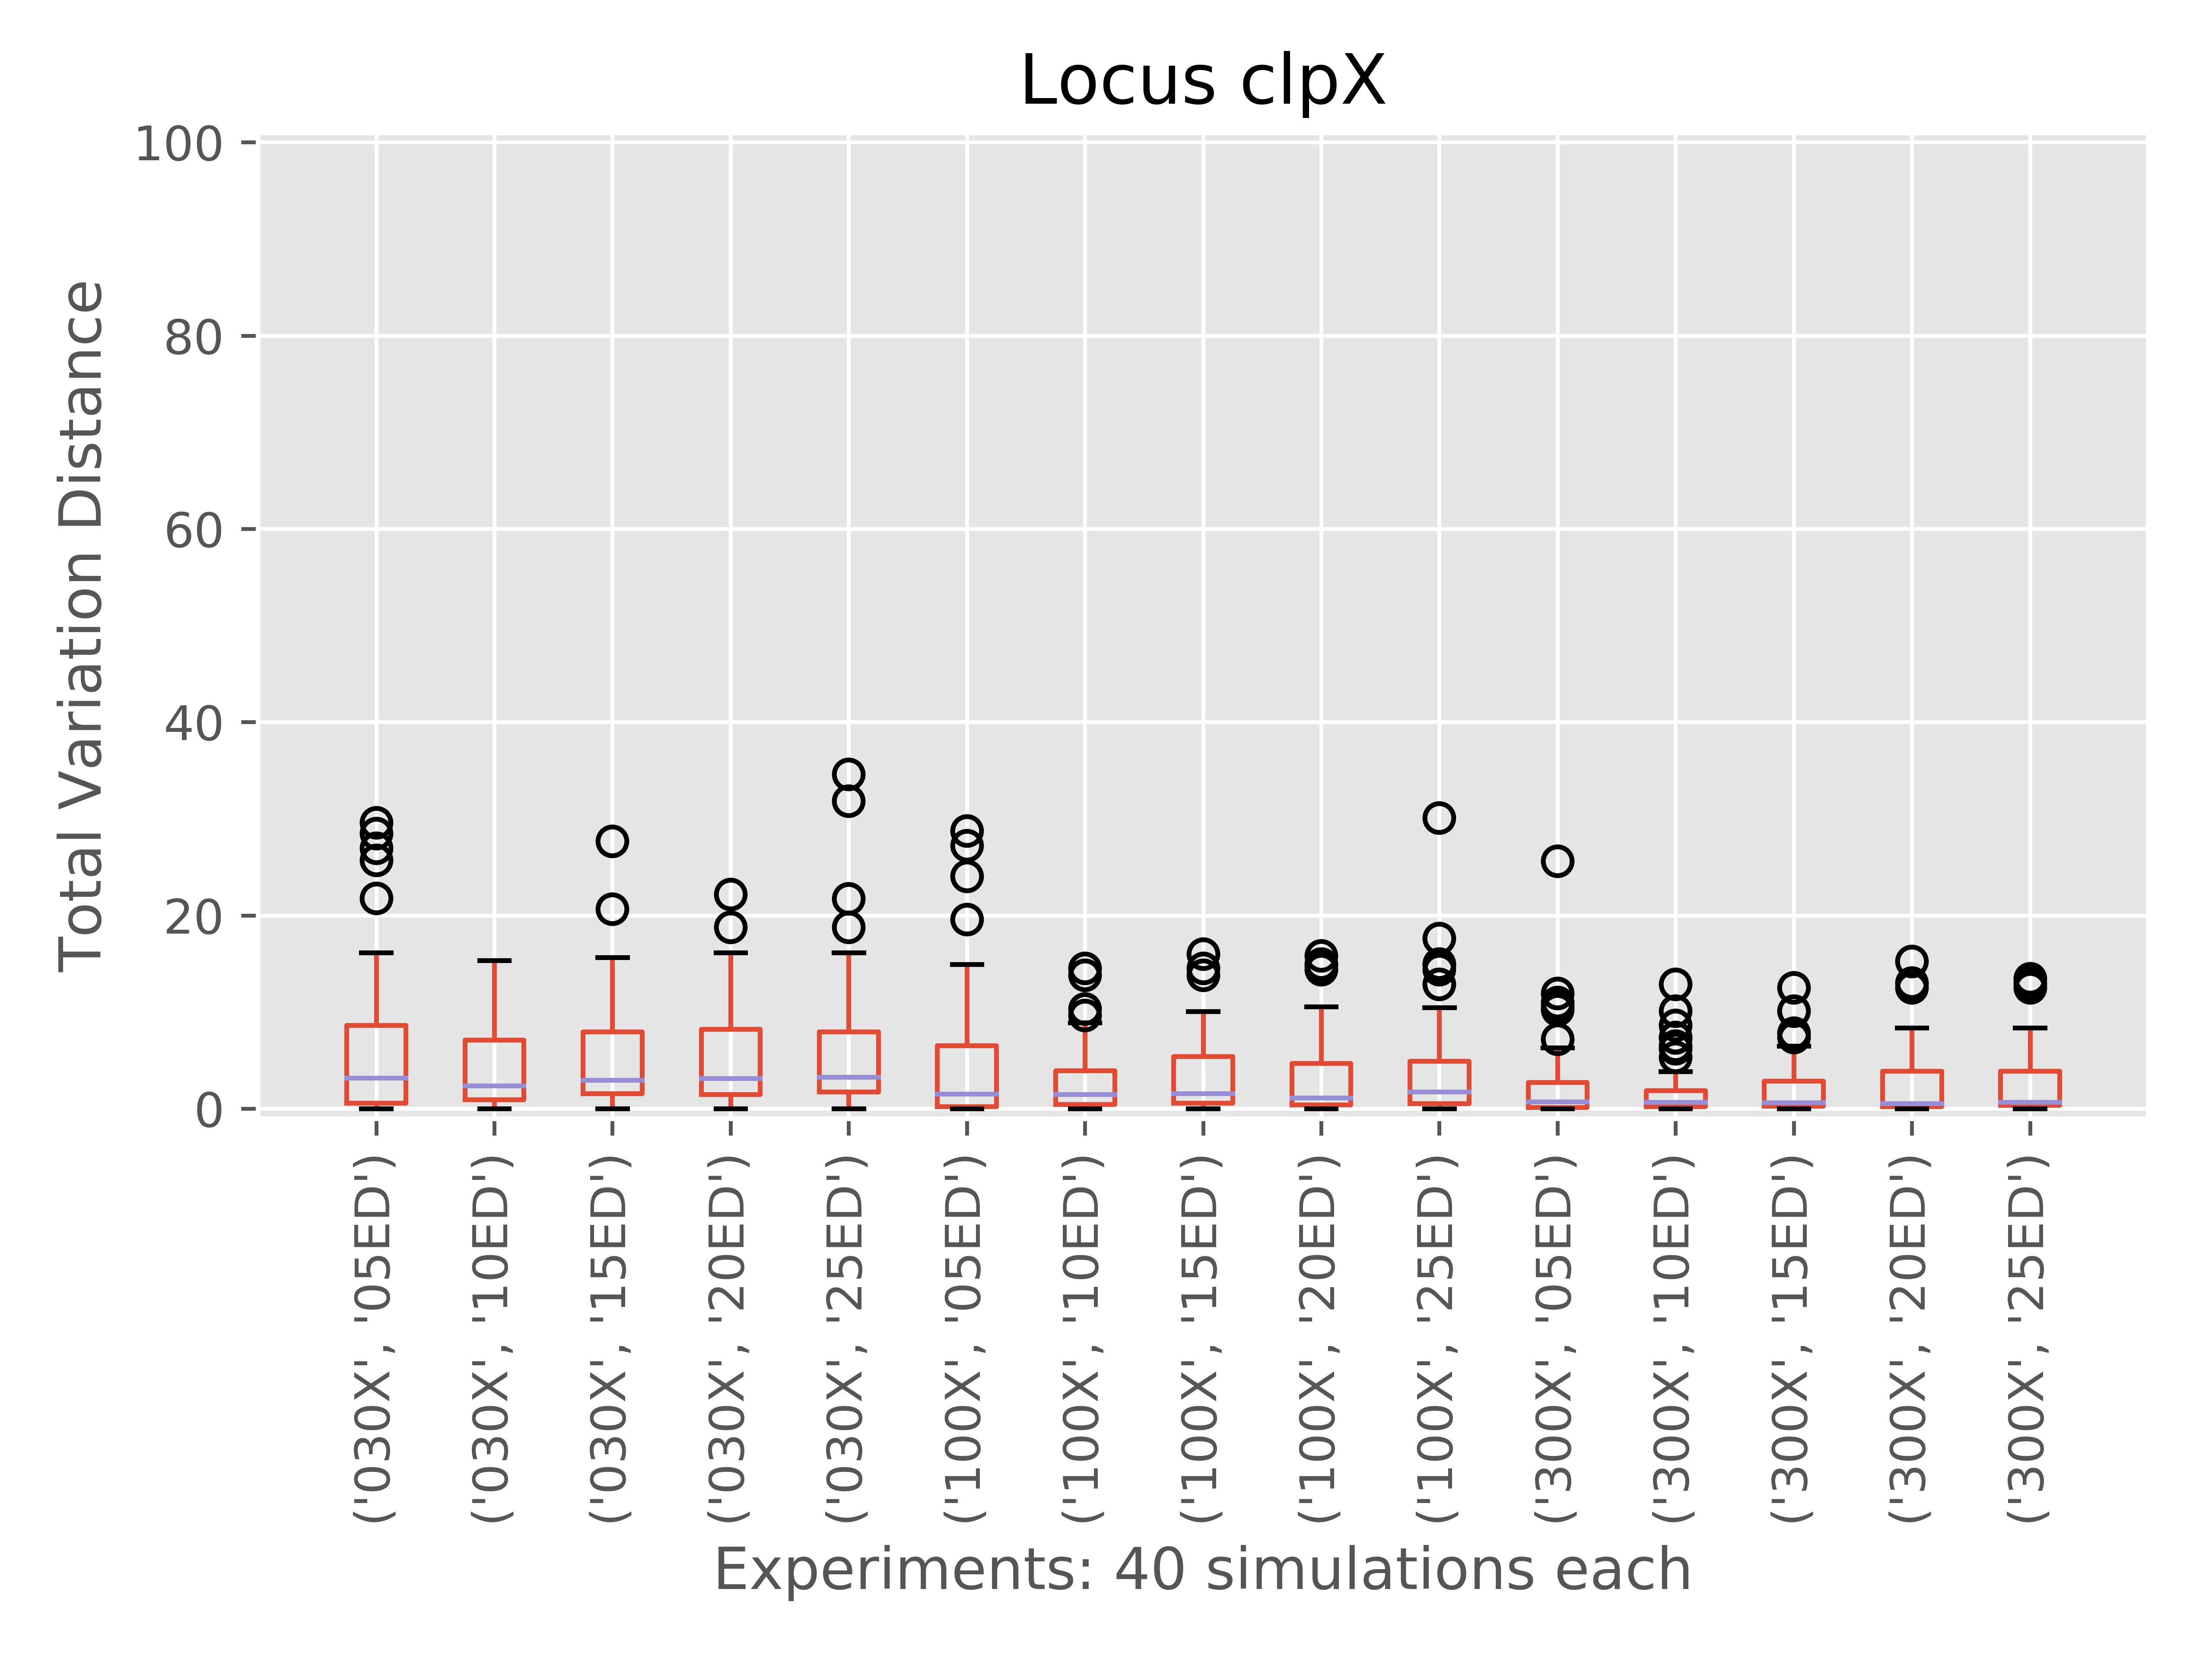 Locus clpX
Total Variation Distance
100
80
60
40
20
0
('030X', '05ED')
('030X', '10ED')
('030X', '15ED')
('030X', '20ED')
('030X', '25ED')
('100X', '05ED')
('100X', '10ED')
('100X', '15ED')
('100X', '20ED')
('100X', '25ED')
('300X', '05ED')
('300X', '10ED')
('300X', '15ED')
('300X', '20ED')
('300X', '25ED')
Experiments: 40 simulations each